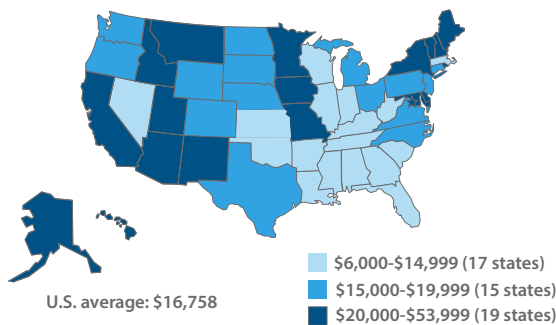 $6,000-$14,999 (17 states)
$15,000-$19,999 (15 states)
U.S. average: $16,758
$20,000-$53,999 (19 states)